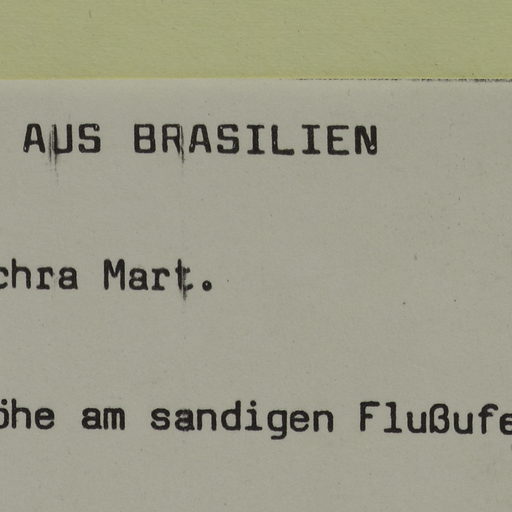 AUS BRASILIEN
chra Mart.
öhe am sandigen Flußufe